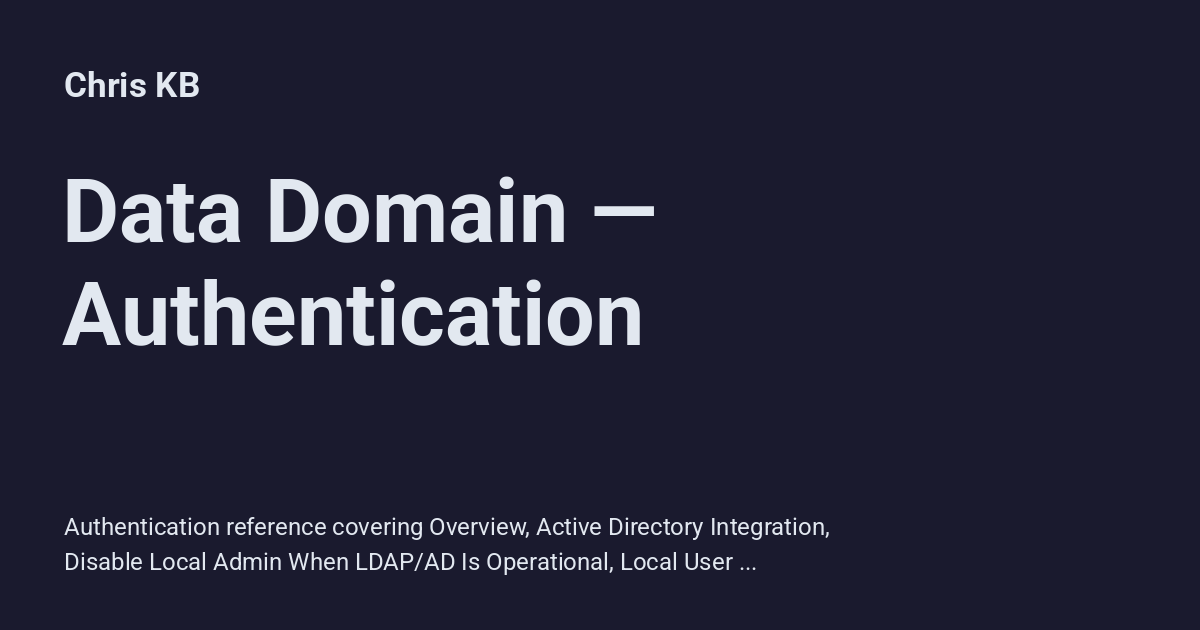 Chris KB
Data Domain —
Authentication
Authentication reference covering Overview, Active Directory Integration,
Disable Local Admin When LDAP/AD Is Operational, Local User ...